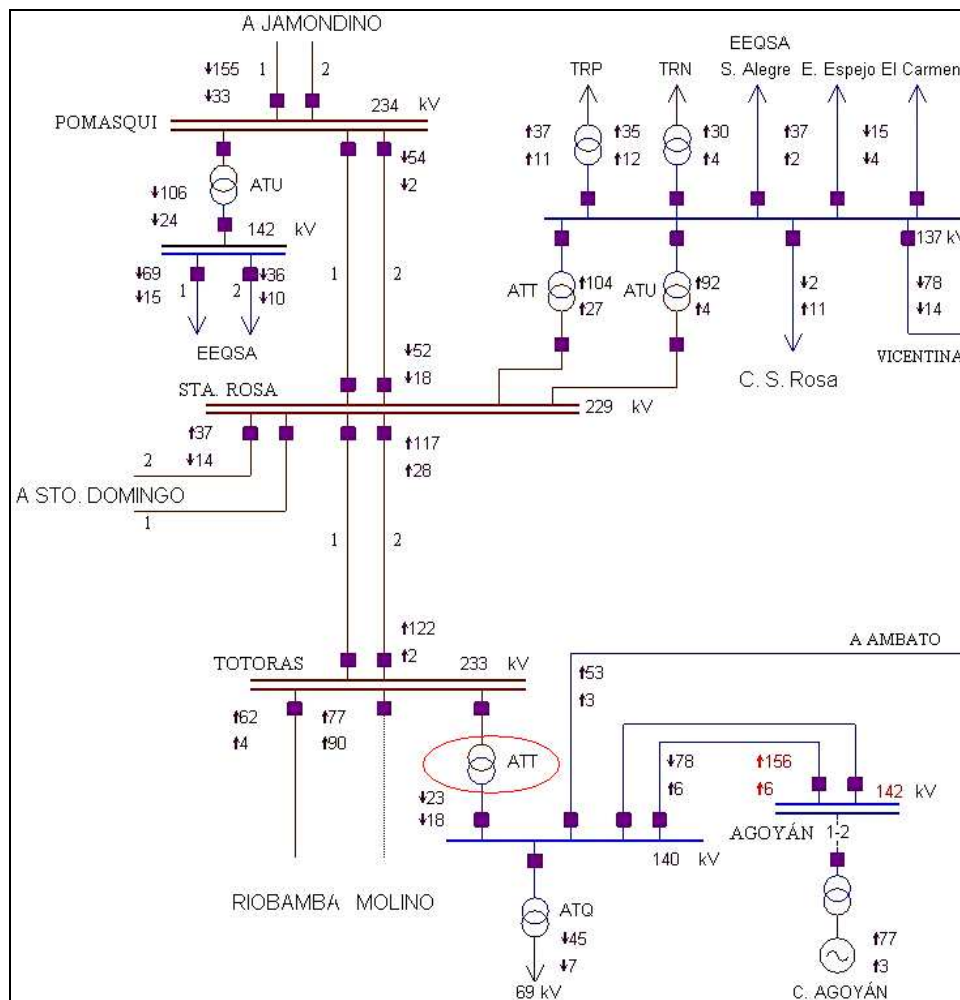 A JAMONDINO
↓155
↓33
1
2
234 kV
POMASQUI
↓54
↓2
ATU
↓106
↓24
142 kV
↓69
↓15
1
2
↓36
↓10
EEQSA
1
2
EEQSA
TRP
TRN
S. Alegre
E. Espejo
El Carmen
↑37
↑11
↑35
↑12
↑30
↑4
↑37
↑2
↓15
↓4
137 kV
ATT
↑104
↑27
ATU
↑92
↑4
↓2
↑11
↓78
↓14
VICENTINA
C. S. Rosa
↓52
↓18
STA. ROSA
229 kV
↑37
↓14
2
A STO. DOMINGO
1
↑117
↑28
1
2
↑122
↑2
TOTORAS
233 kV
↑62
↑4
↑77
↑90
ATT
↓23
↓18
A AMBATO
↑53
↑3
↓78
↑6
↑156
↑6
142 kV
AGOYÁN
1-2
140 kV
RIOBAMBA
MOLINO
ATQ
↓45
↓7
69 kV
↑77
↑3
C. AGOYÁN